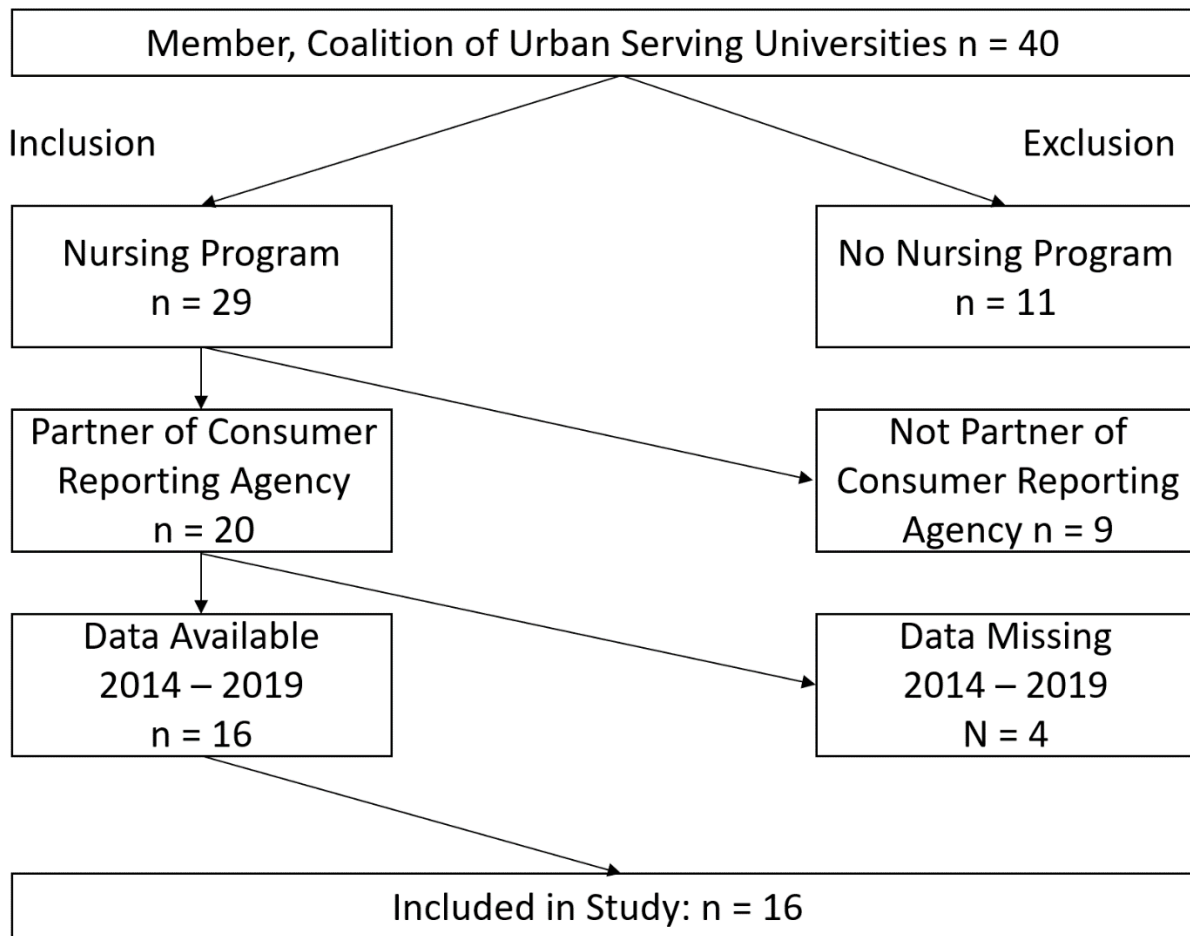 Member, Coalition of Urban Serving Universities n = 40
Inclusion
Exclusion
Nursing Program
n = 29
No Nursing Program
n = 11
Partner of Consumer
Reporting Agency
n = 20
Not Partner of
Consumer Reporting
Agency n = 9
Data Available
2014 – 2019
n = 16
Data Missing
2014 – 2019
N = 4
Included in Study: n = 16